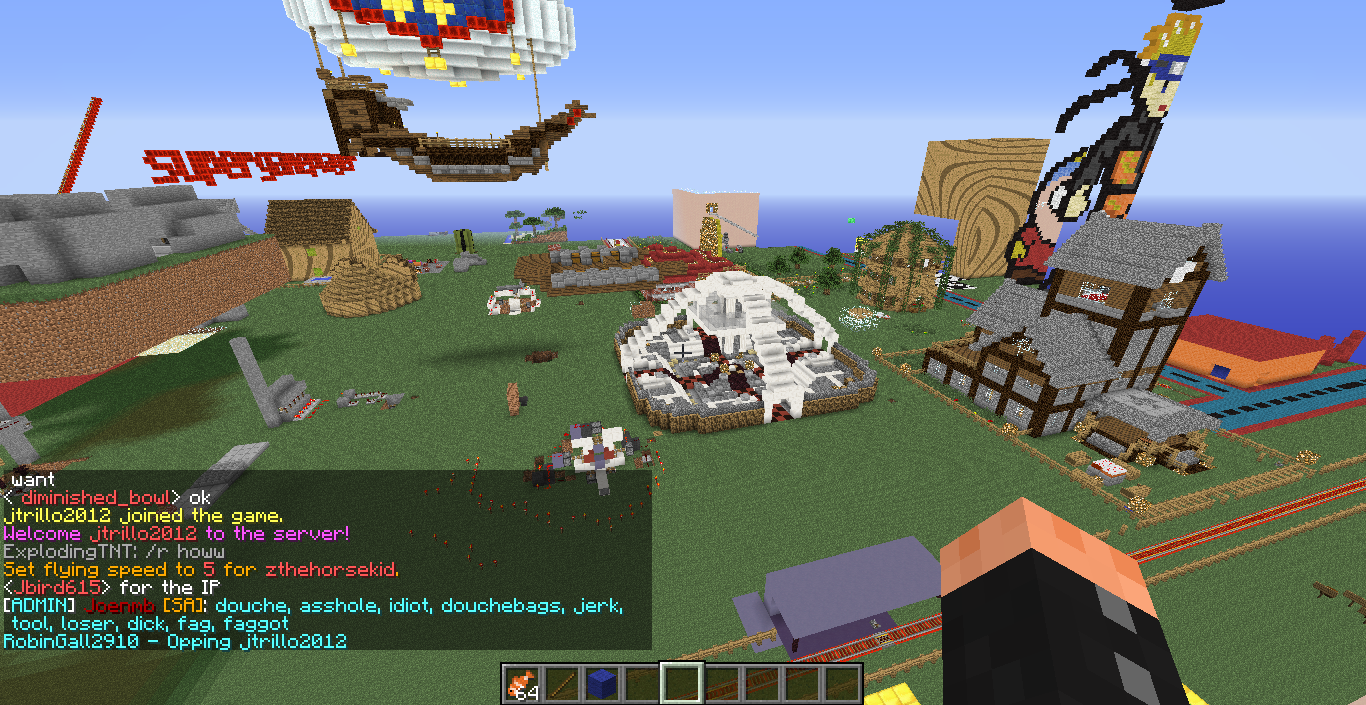 supergeorge
want
< diminished_bowl> ok
jtrillo2012 joined the game.
Welcome jtrillo2012 to the server!
ExplodingTNT: /r howw
Set flying speed to 5 for zthehorsekid.
<Jbird615> for the IP
[ADMIN] Joenmb [SA]: douche, asshole, idiot, douchebags, jerk,
tool, loser, dick, fag, faggot
RobinGall2910 - Opping jtrillo2012
64